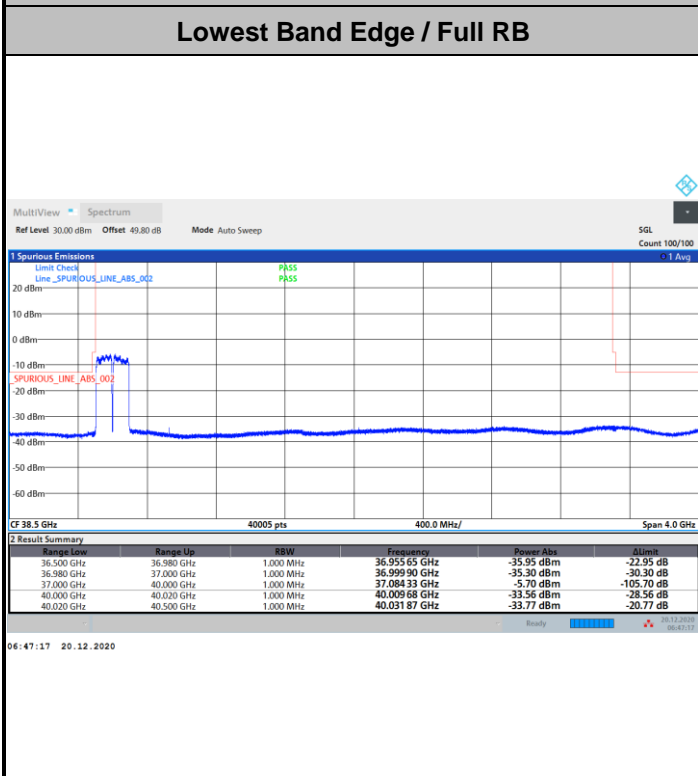 Lowest Band Edge / Full RB
MultiView Spectrum
Ref Level 30.00 dBm Offset 49.80 dB Mode Auto Sweep SGL
Count 100/100
1 Spurious Emissions 1 Avg
Limit Check PASS
Line _SPURIOUS_LINE_ABS_002 PASS
20 dBm
10 dBm
0 dBm
-10 dBm
_SPURIOUS_LINE_ABS_002
-20 dBm
-30 dBm
-40 dBm
-50 dBm
-60 dBm
CF 38.5 GHz 40005 pts 400.0 MHz/ Span 4.0 GHz
2 Result Summary
Range Low Range Up RBW Frequency Power Abs ΔLimit
36.500 GHz 36.980 GHz 1.000 MHz 36.955 65 GHz -35.95 dBm -22.95 dB
36.980 GHz 37.000 GHz 1.000 MHz 36.999 90 GHz -35.30 dBm -30.30 dB
37.000 GHz 40.000 GHz 1.000 MHz 37.084 33 GHz -5.70 dBm -105.70 dB
40.000 GHz 40.020 GHz 1.000 MHz 40.009 68 GHz -33.56 dBm -28.56 dB
40.020 GHz 40.500 GHz 1.000 MHz 40.031 87 GHz -33.77 dBm -20.77 dB
Ready 20.12.2020
06:47:17
06:47:17 20.12.2020